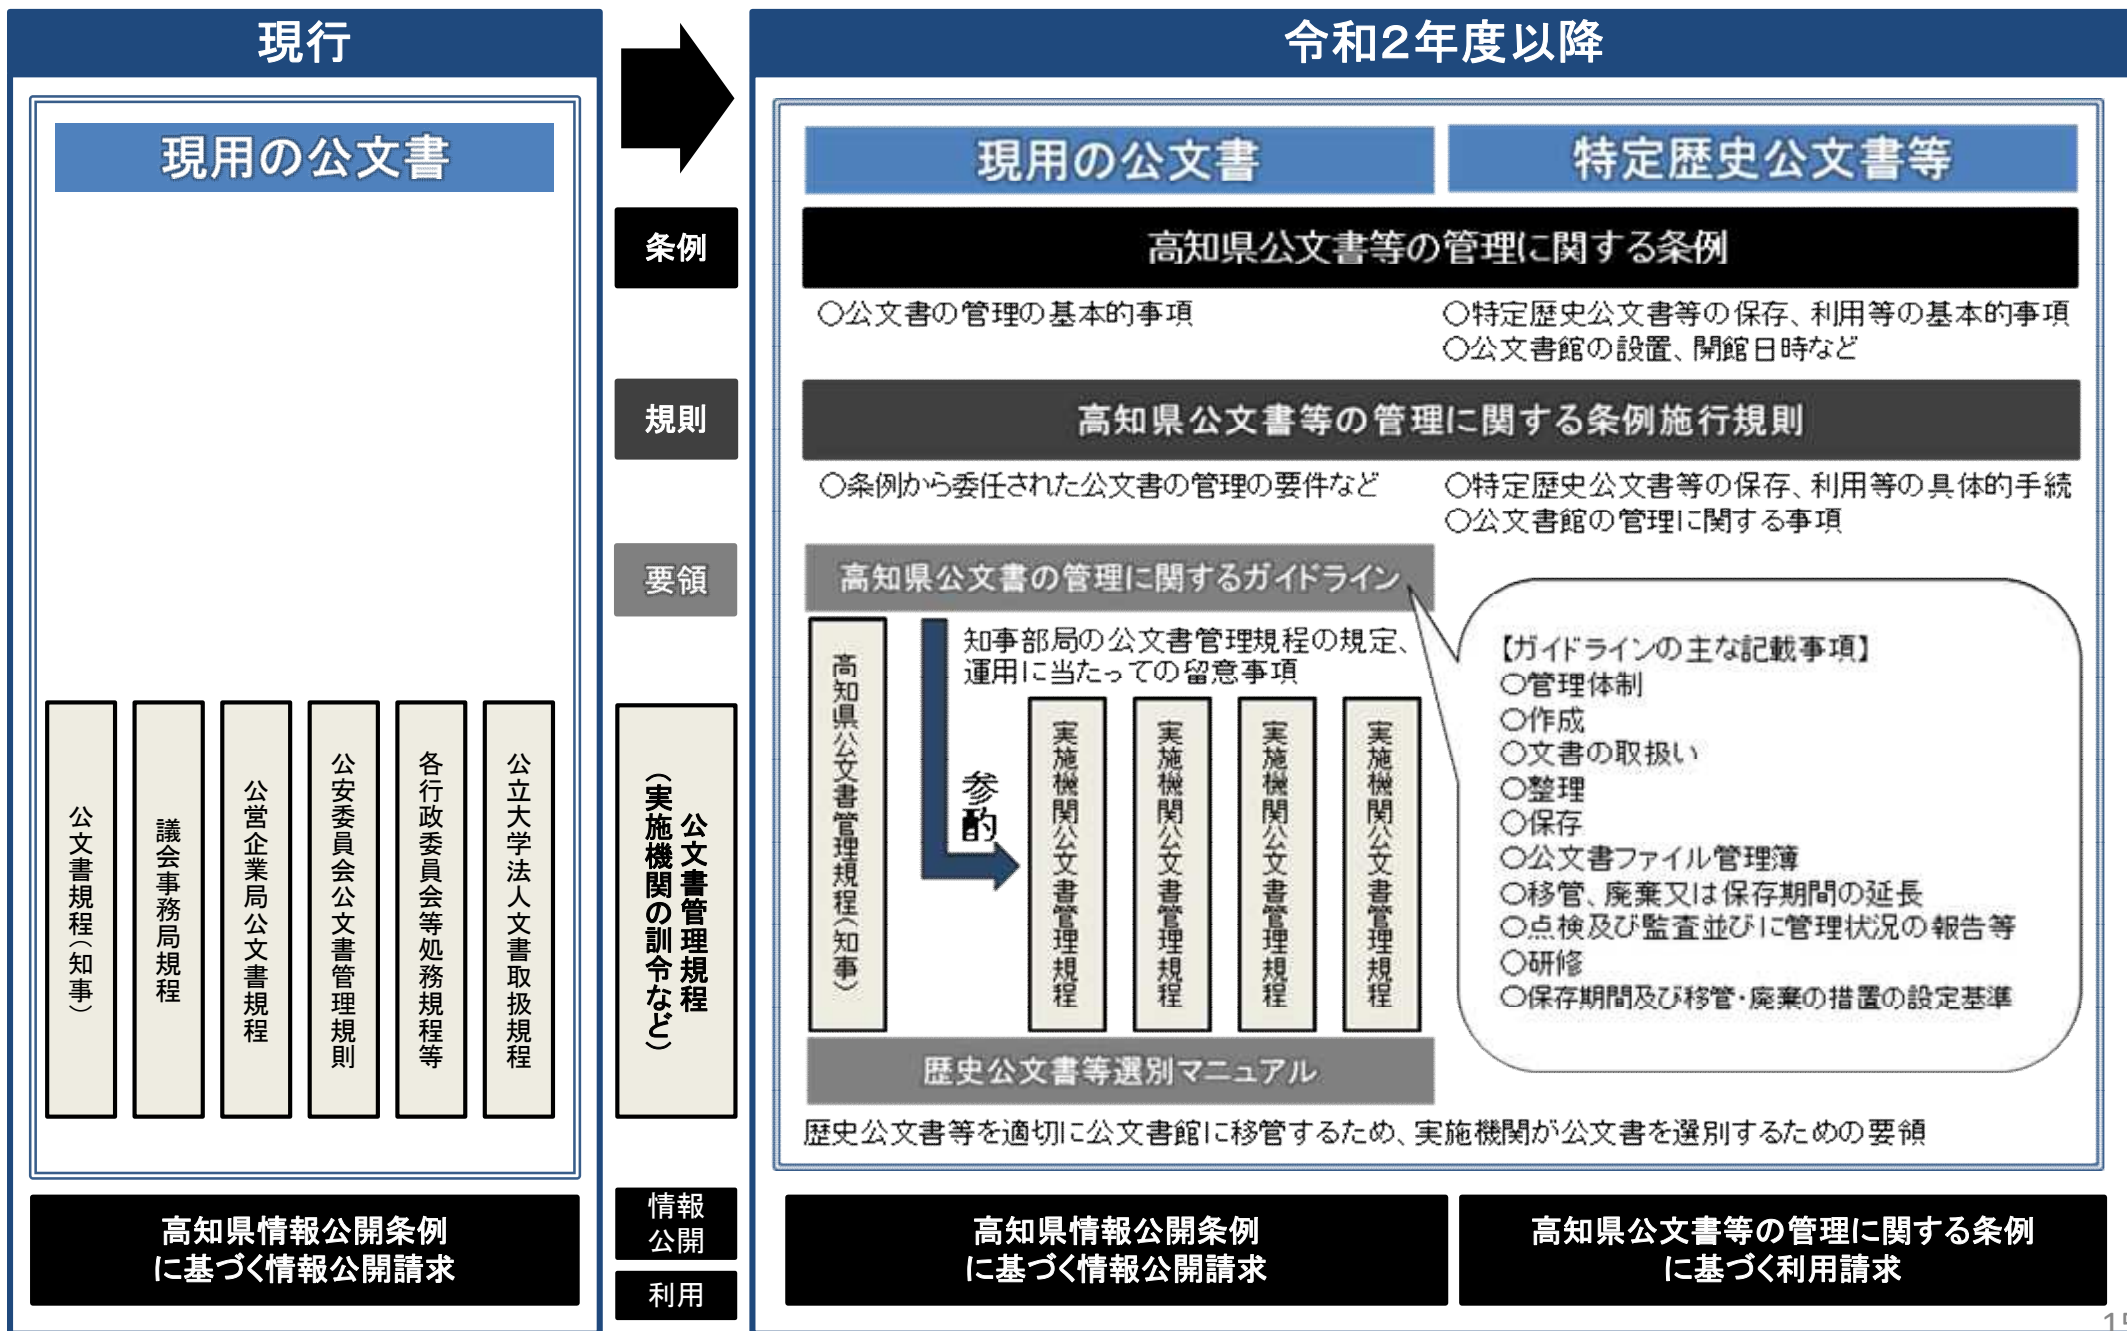 現行
現用の公文書
公文書規程(知事)
議会事務局規程
公営企業局公文書規程
公安委員会公文書管理規則
各行政委員会等処務規程等
公立大学法人文書取扱規程
高知県情報公開条例
に基づく情報公開請求
条例
規則
要領
公文書管理規程
(実施機関の訓令など)
情報
公開
利用
令和2年度以降
現用の公文書
特定歴史公文書等
高知県公文書等の管理に関する条例
○公文書の管理の基本的事項
○特定歴史公文書等の保存、利用等の基本的事項
○公文書館の設置、開館日時など
高知県公文書等の管理に関する条例施行規則
○条例から委任された公文書の管理の要件など
○特定歴史公文書等の保存、利用等の具体的手続
○公文書館の管理に関する事項
高知県公文書の管理に関するガイドライン
高知県公文書管理規程(知事)
知事部局の公文書管理規程の規定、
運用に当たっての留意事項
参酌
実施機関公文書管理規程
実施機関公文書管理規程
実施機関公文書管理規程
実施機関公文書管理規程
【ガイドラインの主な記載事項】
○管理体制
○作成
○文書の取扱い
○整理
○保存
○公文書ファイル管理簿
○移管、廃棄又は保存期間の延長
○点検及び監査並びに管理状況の報告等
○研修
○保存期間及び移管・廃棄の措置の設定基準
歴史公文書等選別マニュアル
歴史公文書等を適切に公文書館に移管するため、実施機関が公文書を選別するための要領
高知県情報公開条例
に基づく情報公開請求
高知県公文書等の管理に関する条例
に基づく利用請求